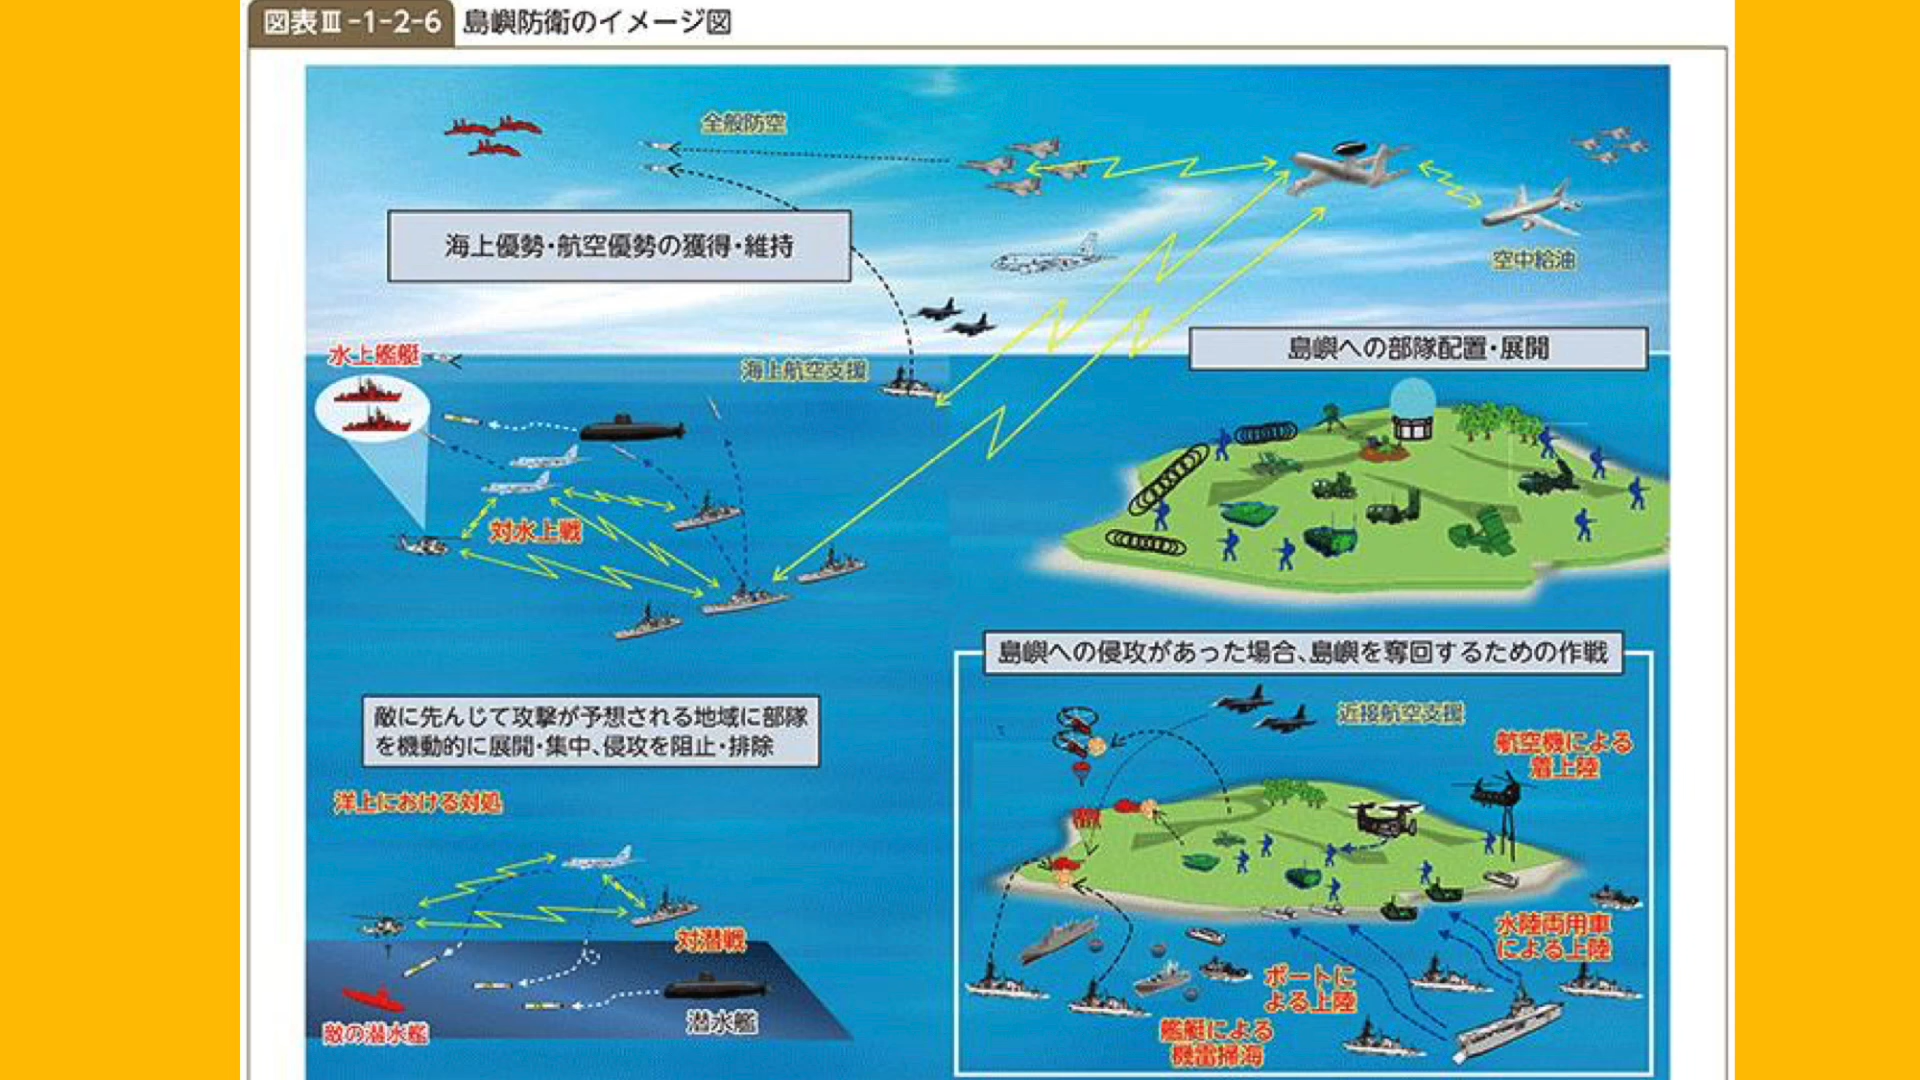 図表Ⅲ-1-2-6 島嶼防衛のイメージ図
全般防空
海上優勢・航空優勢の獲得・維持
空中給油
水上艦艇
海上航空支援
島嶼への部隊配置・展開
対水上戦
島嶼への侵攻があった場合、島嶼を奪回するための作戦
敵に先んじて攻撃が予想される地域に部隊
を機動的に展開・集中、侵攻を阻止・排除
近接航空支援
航空機による
着上陸
洋上における対処
対潜戦
水陸両用車
による上陸
ボートに
よる上陸
潜水艦
敵の潜水艦
艦艇による
機雷掃海